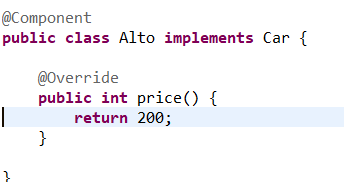 @Component
public class Alto implements Car {
@Override
public int price() {
return 200;
}
}